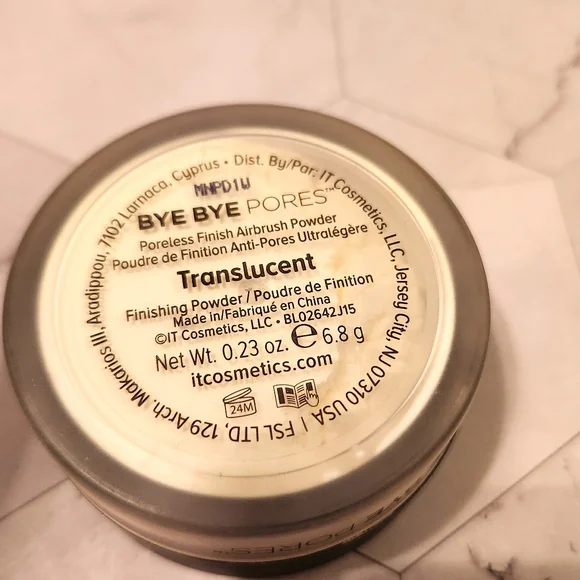 FSL LTD, 129 Arch. Makarios III, Aradippou, 7102 Larnaca, Cyprus • Dist. By/Par: IT Cosmetics, LLC, Jersey City, NJ 07310 USA |
MNPD1W
BYE BYE PORES™
Poreless Finish Airbrush Powder
Poudre de Finition Anti-Pores Ultralégère
Translucent
Finishing Powder / Poudre de Finition
Made in/Fabriqué en China
©IT Cosmetics, LLC • BL02642J15
Net Wt. 0.23 oz. ℮ 6.8 g
itcosmetics.com
24M
PORES